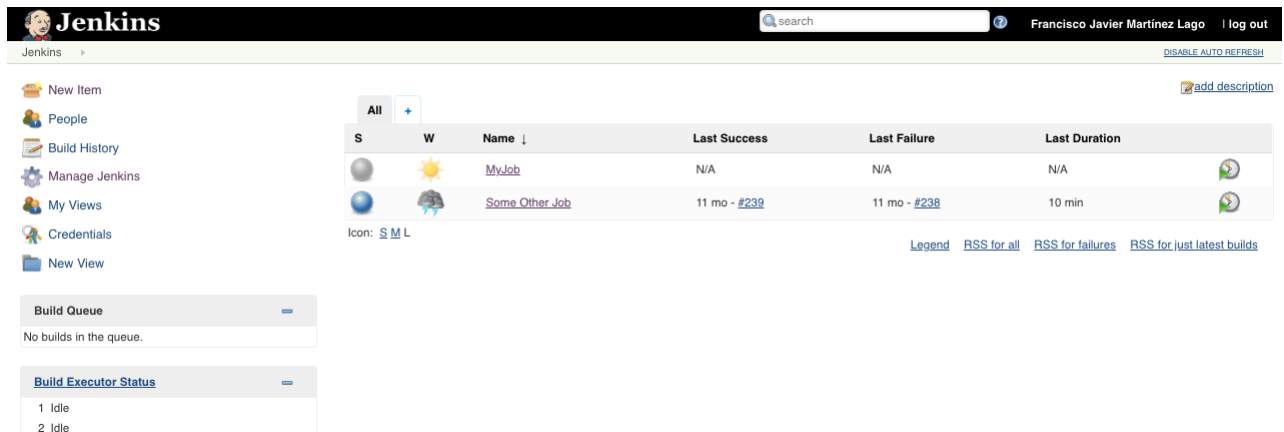 Jenkins
search
Francisco Javier Martínez Lago | log out
Jenkins
DISABLE AUTO REFRESH
New Item
People
Build History
Manage Jenkins
My Views
Credentials
New View
Build Queue
No builds in the queue.
Build Executor Status
1 Idle
2 Idle
add description
All +
S W Name ↓ Last Success Last Failure Last Duration
MyJob N/A N/A N/A
Some Other Job 11 mo - #239 11 mo - #238 10 min
Icon: S M L
Legend RSS for all RSS for failures RSS for just latest builds